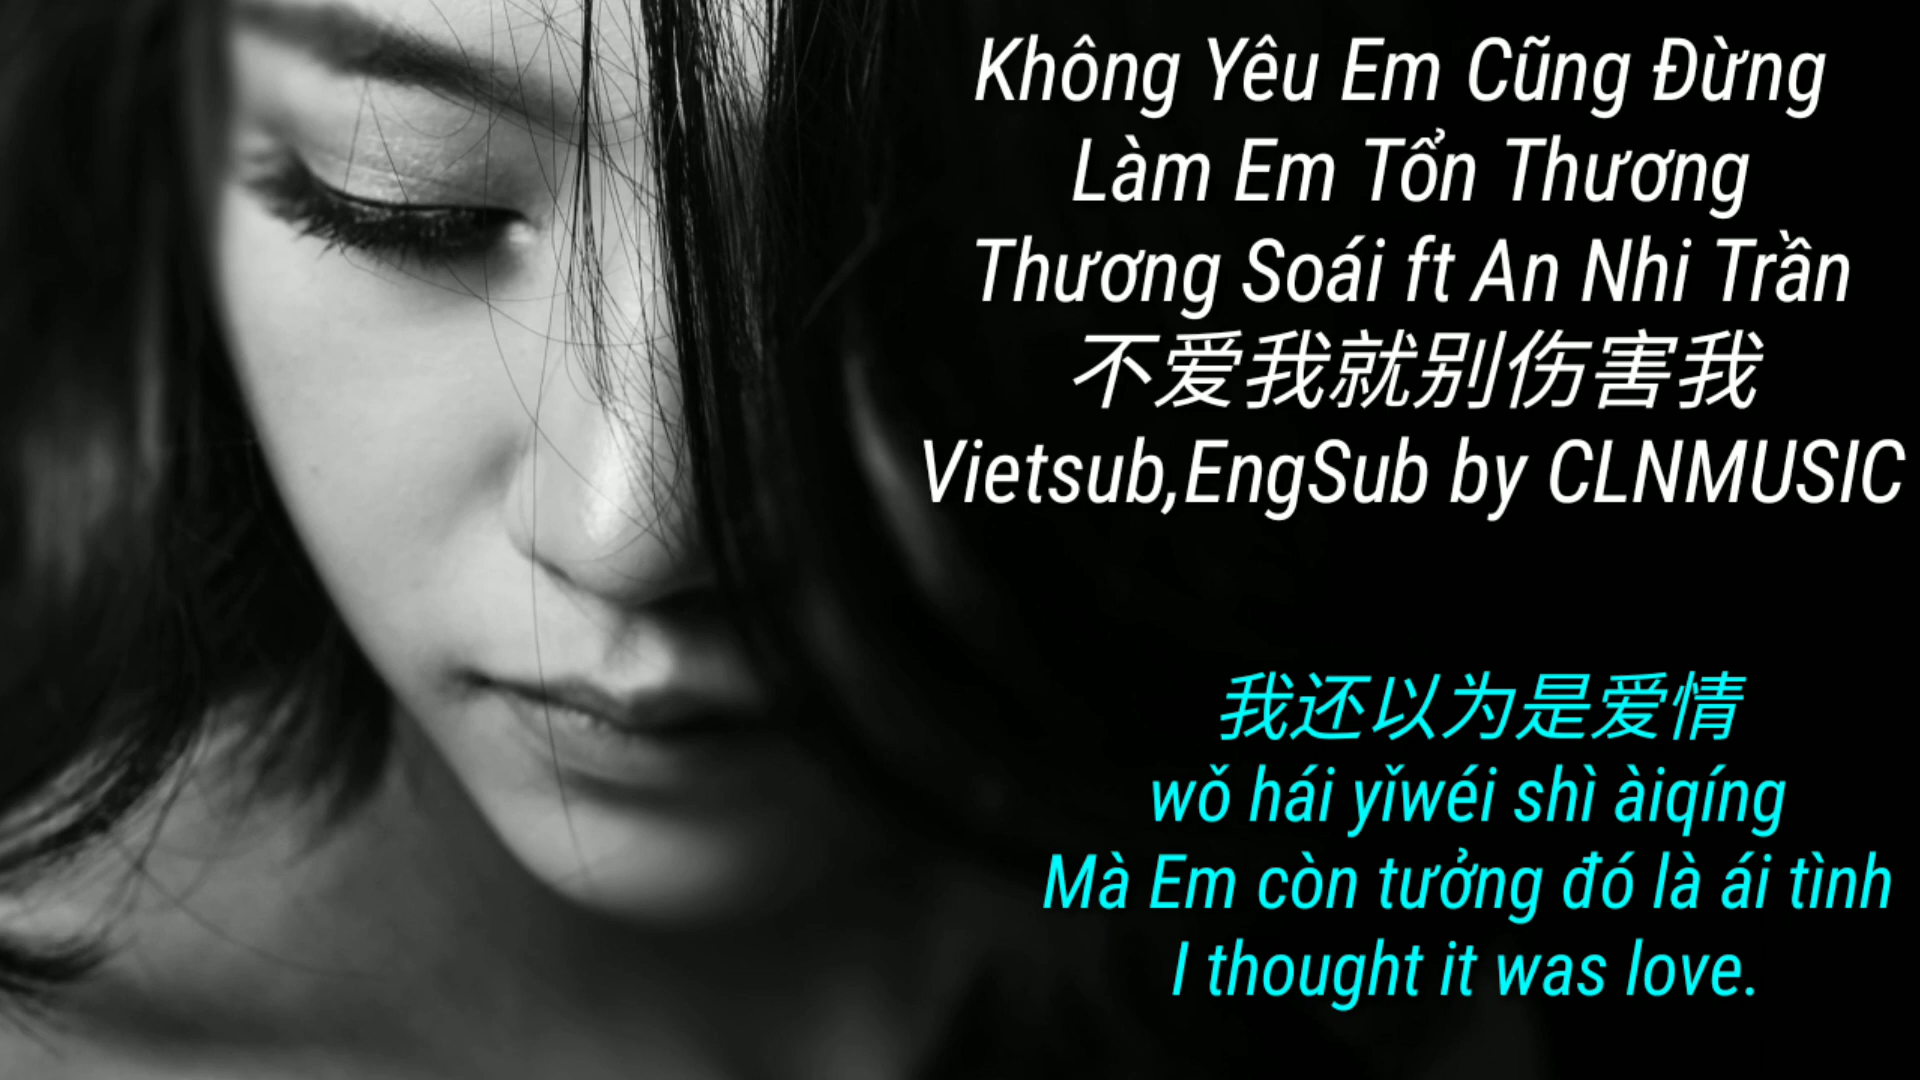 Không Yêu Em Cũng Đừng
Làm Em Tổn Thương
Thương Soái ft An Nhi Trần
不爱我就别伤害我
Vietsub,EngSub by CLNMUSIC
我还以为是爱情
wǒ hái yǐwéi shì àiqíng
Mà Em còn tưởng đó là ái tình
I thought it was love.